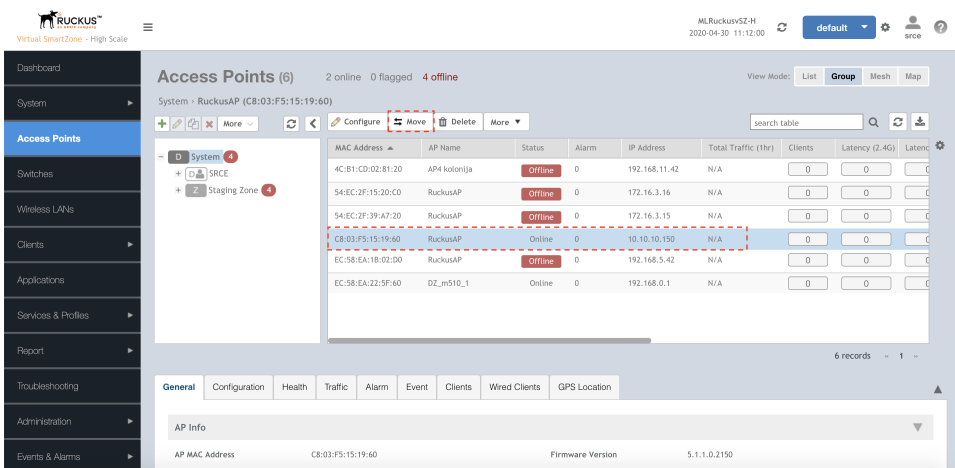 RUCKUS™
Virtual SmartZone - High Scale
MLRuckusvSZ-H
2020-04-30 11:12:00
default
srce
Dashboard
System
Access Points
Switches
Wireless LANs
Clients
Applications
Services & Profiles
Report
Troubleshooting
Administration
Events & Alarms
Access Points (6) 2 online 0 flagged 4 offline
View Mode: List Group Mesh Map
System › RuckusAP (C8:03:F5:15:19:60)
More
Configure Move Delete More
search table
D System 4
D SRCE
Z Staging Zone 4
MAC Address AP Name Status Alarm IP Address Total Traffic (1hr) Clients Latency (2.4G) Latenc
4C:B1:CD:02:81:20 AP4 kolonija Offline 0 192.168.11.42 N/A 0 0 0
54:EC:2F:15:20:C0 RuckusAP Offline 0 172.16.3.16 N/A 0 0 0
54:EC:2F:39:A7:20 RuckusAP Offline 0 172.16.3.15 N/A 0 0 0
C8:03:F5:15:19:60 RuckusAP Online 0 10.10.10.150 N/A 0 0 0
EC:58:EA:1B:02:D0 RuckusAP Offline 0 192.168.5.42 N/A 0 0 0
EC:58:EA:22:5F:60 DZ_m510_1 Online 0 192.168.0.1 N/A 0 0 0
6 records 1
General Configuration Health Traffic Alarm Event Clients Wired Clients GPS Location
AP Info
AP MAC Address C8:03:F5:15:19:60 Firmware Version 5.1.1.0.2150